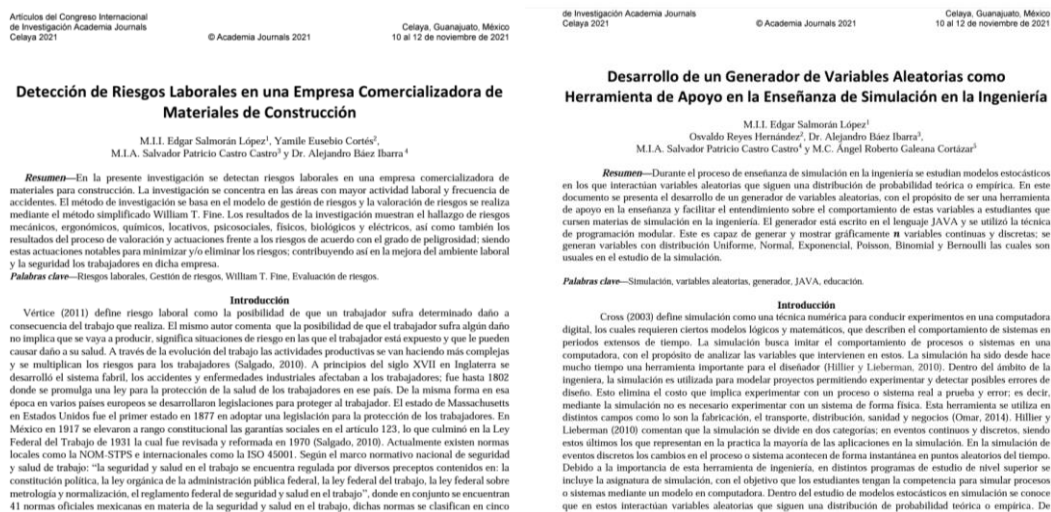 Artículos del Congreso Internacional
de Investigación Academia Journals
Celaya 2021
© Academia Journals 2021
Celaya, Guanajuato, México
10 al 12 de noviembre de 2021
Detección de Riesgos Laborales en una Empresa Comercializadora de
Materiales de Construcción
M.I.I. Edgar Salmorán López¹, Yamile Eusebio Cortés²,
M.I.A. Salvador Patricio Castro Castro³ y Dr. Alejandro Báez Ibarra⁴
Resumen—En la presente investigación se detectan riesgos laborales en una empresa comercializadora de
materiales para construcción. La investigación se concentra en las áreas con mayor actividad laboral y frecuencia de
accidentes. El método de investigación se basa en el modelo de gestión de riesgos y la valoración de riesgos se realiza
mediante el método simplificado William T. Fine. Los resultados de la investigación muestran el hallazgo de riesgos
mecánicos, ergonómicos, químicos, locativos, psicosociales, físicos, biológicos y eléctricos, así como también los
resultados del proceso de valoración y actuaciones frente a los riesgos de acuerdo con el grado de peligrosidad; siendo
estas actuaciones notables para minimizar y/o eliminar los riesgos; contribuyendo así en la mejora del ambiente laboral
y la seguridad los trabajadores en dicha empresa.
Palabras clave—Riesgos laborales, Gestión de riesgos, William T. Fine, Evaluación de riesgos.
Introducción
Vértice (2011) define riesgo laboral como la posibilidad de que un trabajador sufra determinado daño a
consecuencia del trabajo que realiza. El mismo autor comenta que la posibilidad de que el trabajador sufra algún daño
no implica que se vaya a producir, significa situaciones de riesgo en las que el trabajador está expuesto y que le pueden
causar daño a su salud. A través de la evolución del trabajo las actividades productivas se van haciendo más complejas
y se multiplican los riesgos para los trabajadores (Salgado, 2010). A principios del siglo XVII en Inglaterra se
desarrolló el sistema fabril, los accidentes y enfermedades industriales afectaban a los trabajadores; fue hasta 1802
donde se promulga una ley para la protección de la salud de los trabajadores en ese país. De la misma forma en esa
época en varios países europeos se desarrollaron legislaciones para proteger al trabajador. El estado de Massachusetts
en Estados Unidos fue el primer estado en 1877 en adoptar una legislación para la protección de los trabajadores. En
México en 1917 se elevaron a rango constitucional las garantías sociales en el artículo 123, lo que culminó en la Ley
Federal del Trabajo de 1931 la cual fue revisada y reformada en 1970 (Salgado, 2010). Actualmente existen normas
locales como la NOM-STPS e internacionales como la ISO 45001. Según el marco normativo nacional de seguridad
y salud de trabajo: "la seguridad y salud en el trabajo se encuentra regulada por diversos preceptos contenidos en: la
constitución política, la ley orgánica de la administración pública federal, la ley federal del trabajo, la ley federal sobre
metrología y normalización, el reglamento federal de seguridad y salud en el trabajo", donde en conjunto se encuentran
41 normas oficiales mexicanas en materia de la seguridad y salud en el trabajo, dichas normas se clasifican en cinco
de Investigación Academia Journals
Celaya 2021
© Academia Journals 2021
Celaya, Guanajuato, México
10 al 12 de noviembre de 2021
Desarrollo de un Generador de Variables Aleatorias como
Herramienta de Apoyo en la Enseñanza de Simulación en la Ingeniería
M.I.I. Edgar Salmorán López¹
Osvaldo Reyes Hernández², Dr. Alejandro Báez Ibarra³,
M.I.A. Salvador Patricio Castro Castro⁴ y M.C. Ángel Roberto Galeana Cortázar⁵
Resumen—Durante el proceso de enseñanza de simulación en la ingeniería se estudian modelos estocásticos
en los que interactúan variables aleatorias que siguen una distribución de probabilidad teórica o empírica. En este
documento se presenta el desarrollo de un generador de variables aleatorias, con el propósito de ser una herramienta
de apoyo en la enseñanza y facilitar el entendimiento sobre el comportamiento de estas variables a estudiantes que
cursen materias de simulación en la ingeniería. El generador está escrito en el lenguaje JAVA y se utilizó la técnica
de programación modular. Este es capaz de generar y mostrar gráficamente n variables continuas y discretas; se
generan variables con distribución Uniforme, Normal, Exponencial, Poisson, Binomial y Bernoulli las cuales son
usuales en el estudio de la simulación.
Palabras clave—Simulación, variables aleatorias, generador, JAVA, educación.
Introducción
Cross (2003) define simulación como una técnica numérica para conducir experimentos en una computadora
digital, los cuales requieren ciertos modelos lógicos y matemáticos, que describen el comportamiento de sistemas en
periodos extensos de tiempo. La simulación busca imitar el comportamiento de procesos o sistemas en una
computadora, con el propósito de analizar las variables que intervienen en estos. La simulación ha sido desde hace
mucho tiempo una herramienta importante para el diseñador (Hillier y Lieberman, 2010). Dentro del ámbito de la
ingeniera, la simulación es utilizada para modelar proyectos permitiendo experimentar y detectar posibles errores de
diseño. Esto elimina el costo que implica experimentar con un proceso o sistema real a prueba y error; es decir,
mediante la simulación no es necesario experimentar con un sistema de forma física. Esta herramienta se utiliza en
distintos campos como lo son la fabricación, el transporte, distribución, sanidad y negocios (Omar, 2014). Hillier y
Lieberman (2010) comentan que la simulación se divide en dos categorías; en eventos continuos y discretos, siendo
estos últimos los que representan en la practica la mayoría de las aplicaciones en la simulación. En la simulación de
eventos discretos los cambios en el proceso o sistema acontecen de forma instantánea en puntos aleatorios del tiempo.
Debido a la importancia de esta herramienta de ingeniería, en distintos programas de estudio de nivel superior se
incluye la asignatura de simulación, con el objetivo que los estudiantes tengan la competencia para simular procesos
o sistemas mediante un modelo en computadora. Dentro del estudio de modelos estocásticos en simulación se conoce
que en estos interactúan variables aleatorias que siguen una distribución de probabilidad teórica o empírica. De